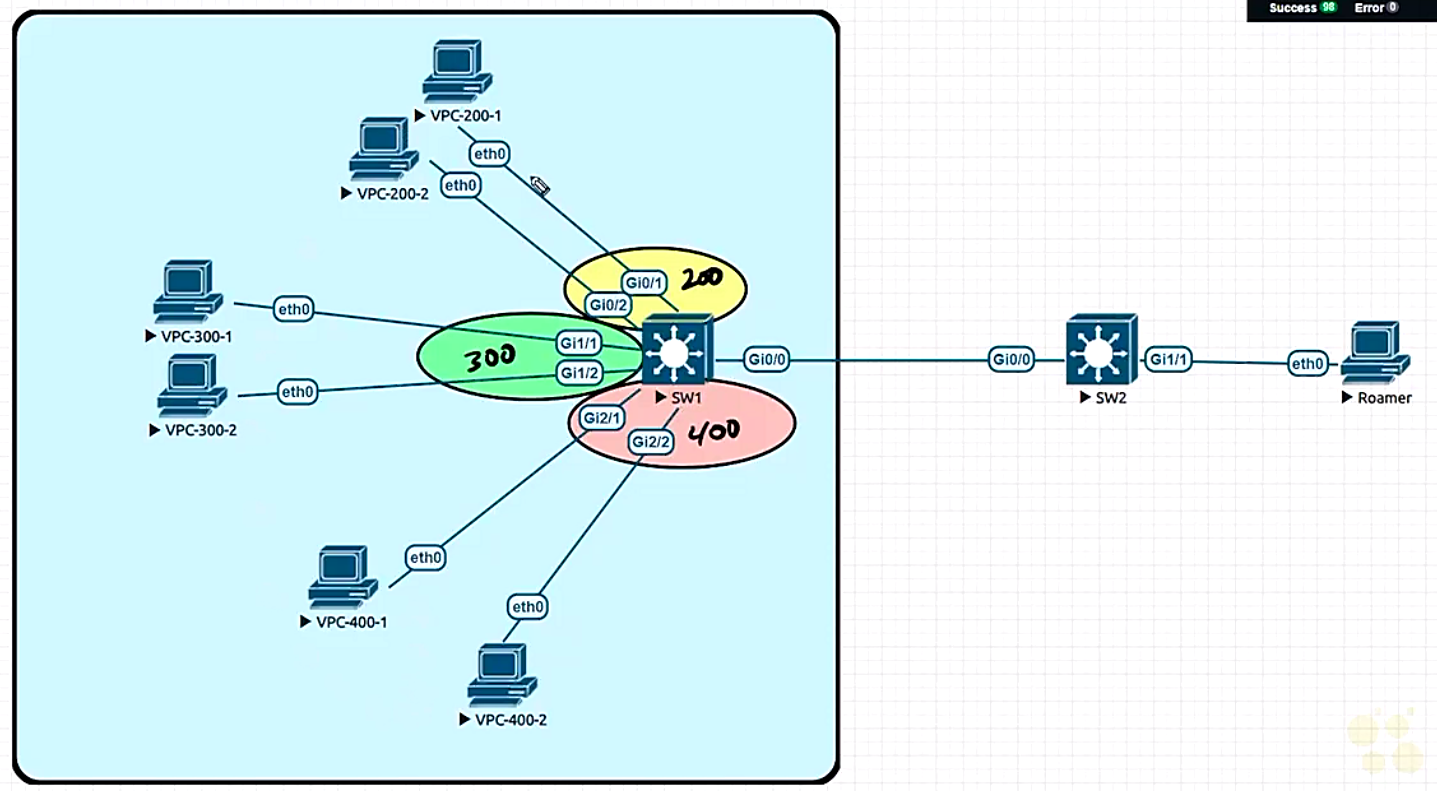 Success 98 Error 0
VPC-200-1
eth0
VPC-200-2
eth0
Gi0/1
200
Gi0/2
VPC-300-1
eth0
300
Gi1/1
Gi1/2
VPC-300-2
eth0
SW1
Gi0/0
Gi0/0
SW2
Gi1/1
eth0
Roamer
Gi2/1
Gi2/2
400
eth0
VPC-400-1
eth0
VPC-400-2